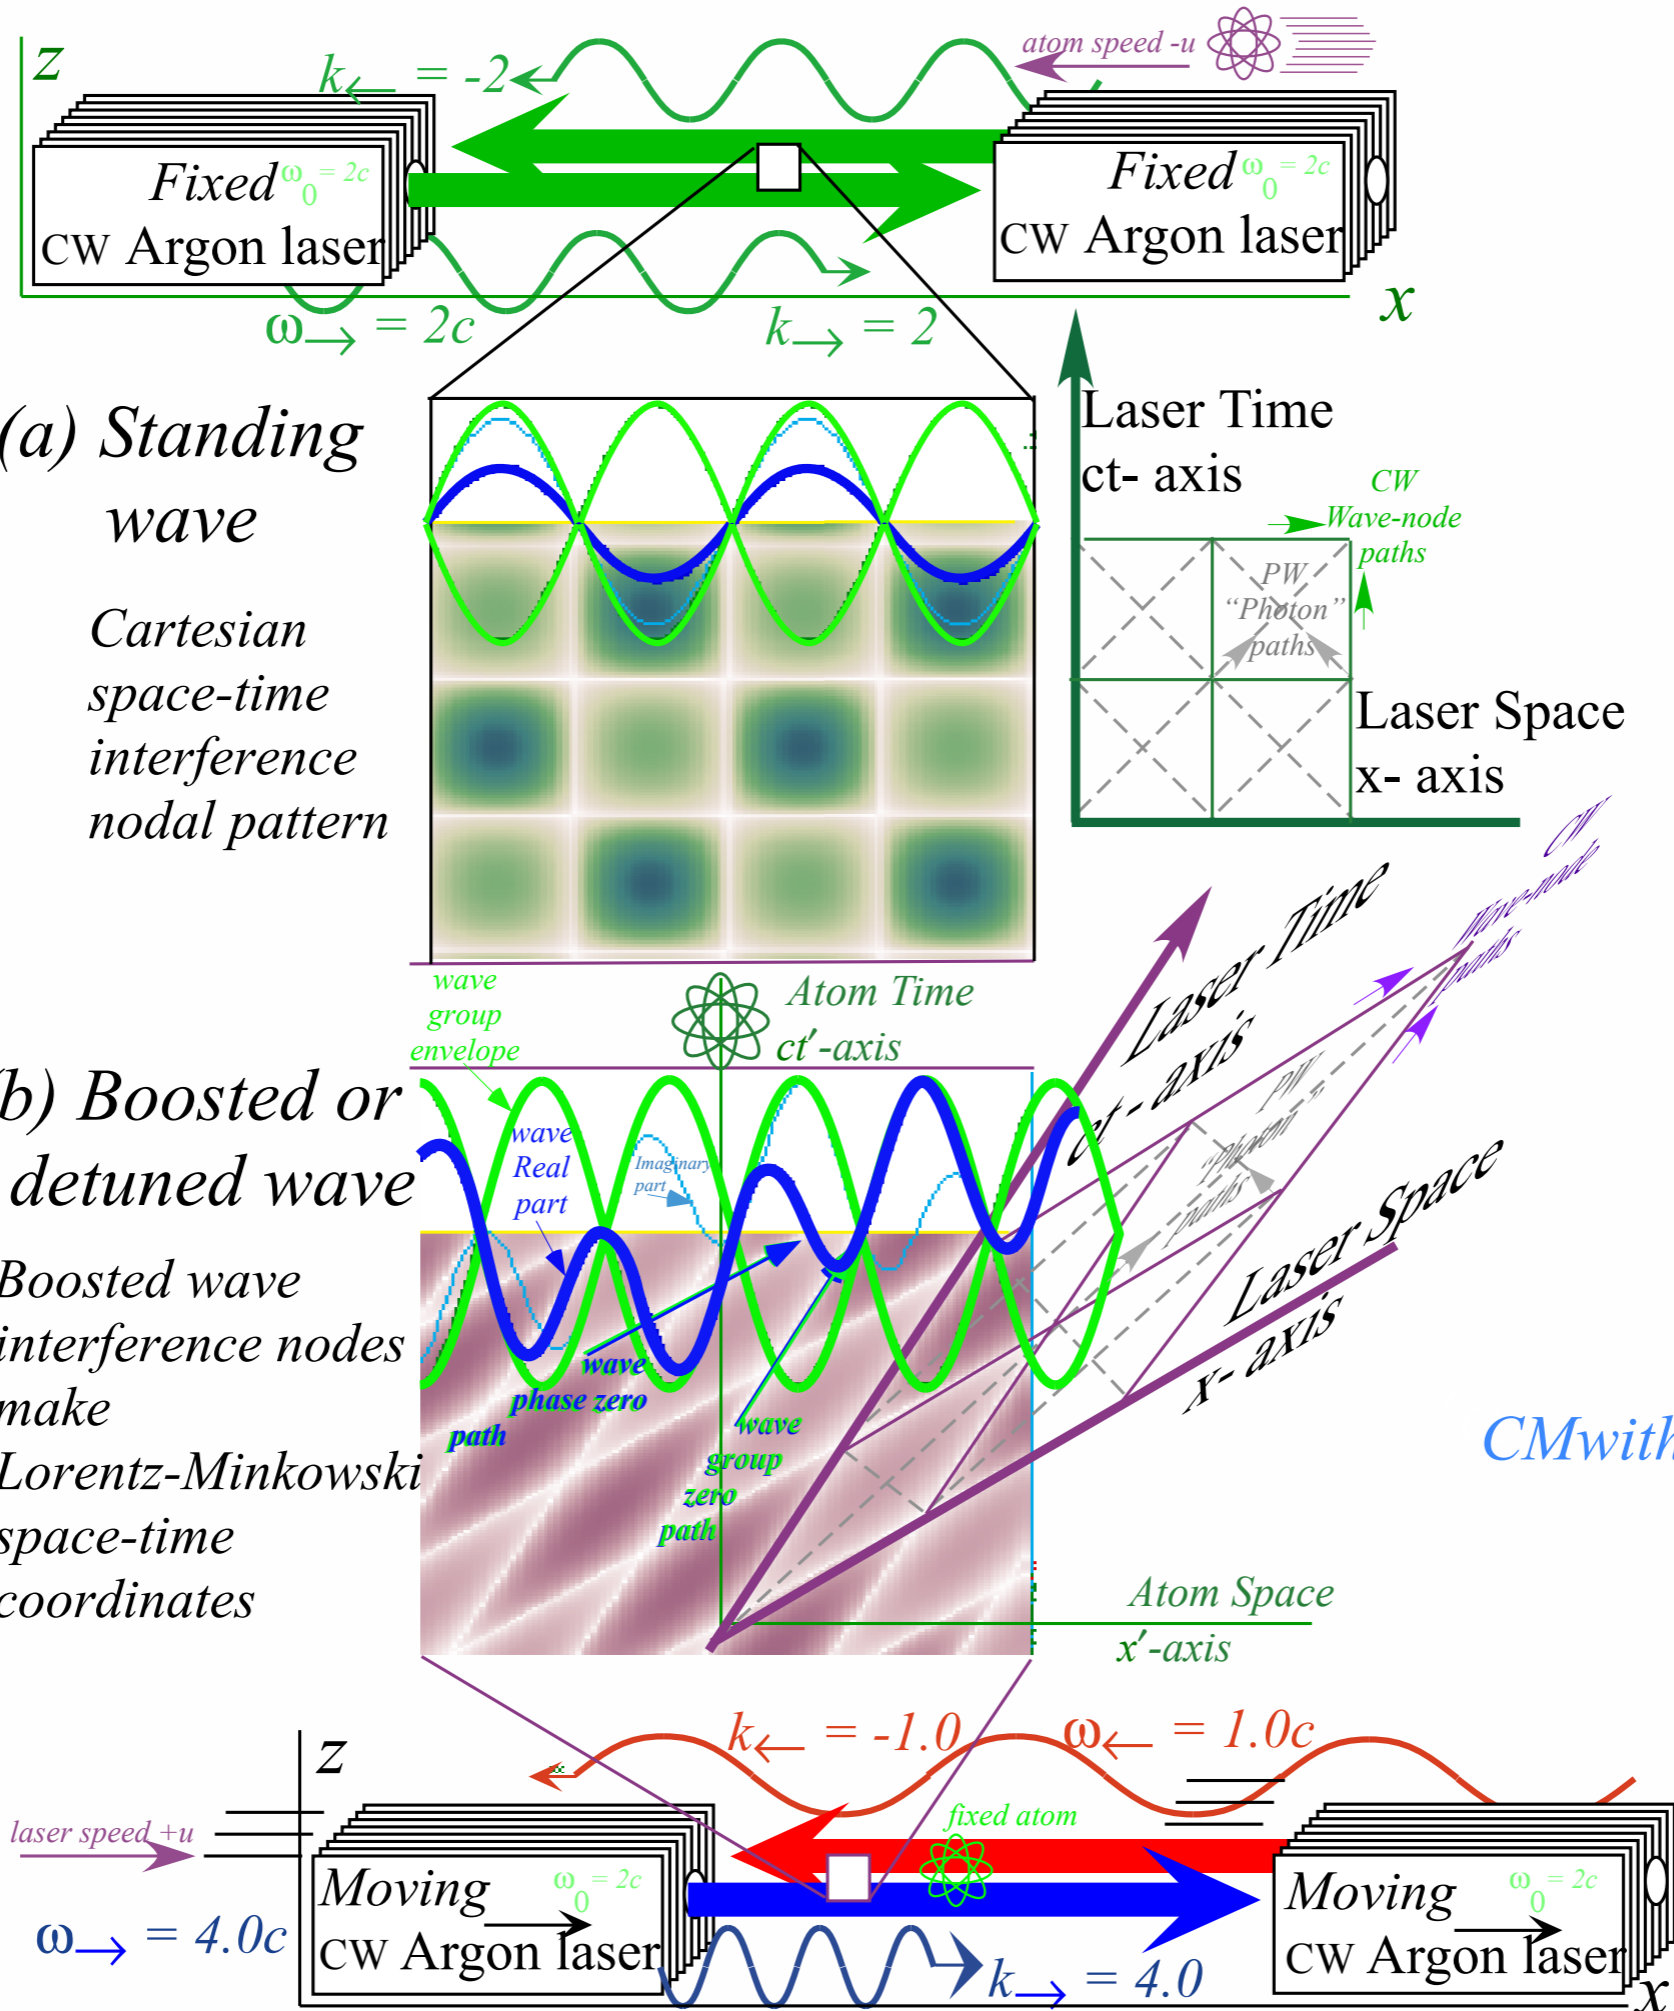 z
k← = -2
atom speed -u
Fixed ω0 = 2c
CW Argon laser
Fixed ω0 = 2c
CW Argon laser
ω→ = 2c
k→ = 2
x
(a) Standing
wave
Cartesian
space-time
interference
nodal pattern
Laser Time
ct- axis
CW
Wave-node
paths
PW
“Photon”
paths
Laser Space
x- axis
CW
Wave-node
paths
Laser Time
ct - axis
PW
“Photon”
paths
Laser Space
x- axis
wave
group
envelope
Atom Time
ct′-axis
b) Boosted or
detuned wave
wave
Real
part
Imaginary
part
Boosted wave
interference nodes
make
Lorentz-Minkowski
space-time
coordinates
wave
phase zero
path
wave
group
zero
path
CMwith
Atom Space
x′-axis
z
k← = -1.0
ω← = 1.0c
laser speed +u
fixed atom
Moving ω0 = 2c
CW Argon laser
Moving ω0 = 2c
CW Argon laser
ω→ = 4.0c
k→ = 4.0
x